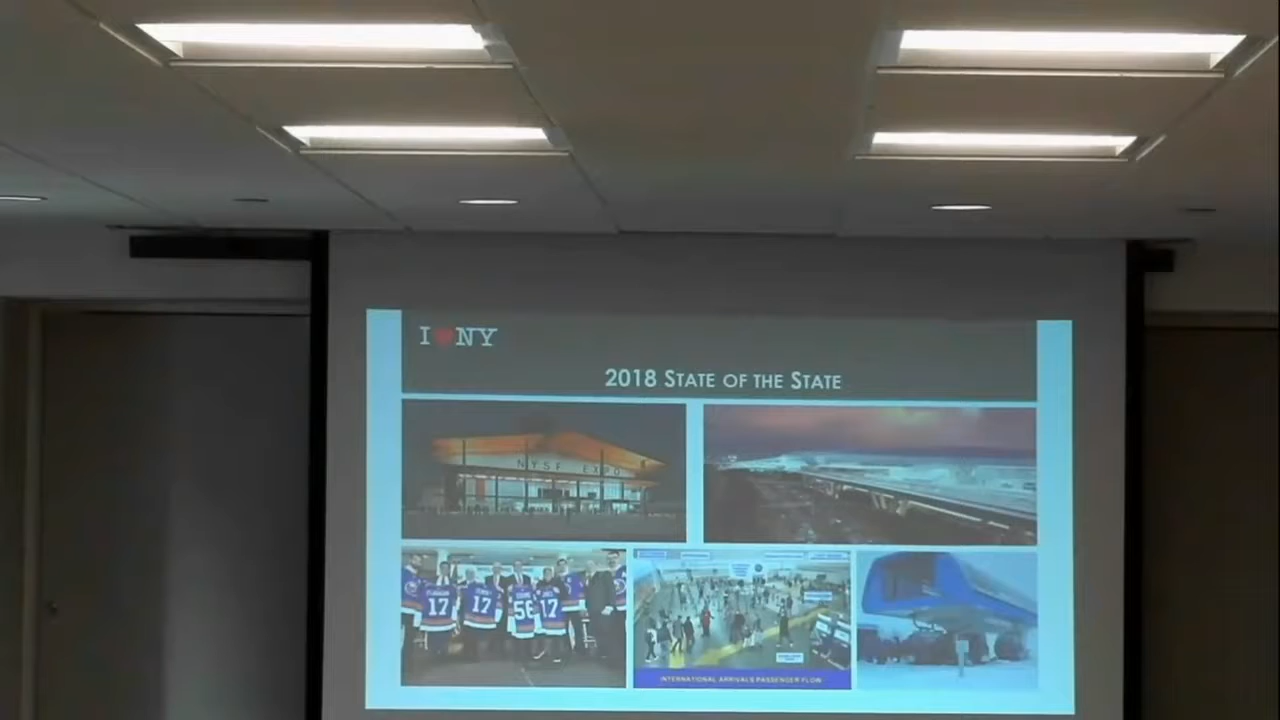 I ♥ NY
2018 STATE OF THE STATE
NYSF EXPO
17
17
56
17
INTERNATIONAL ARRIVALS PASSENGER FLOW